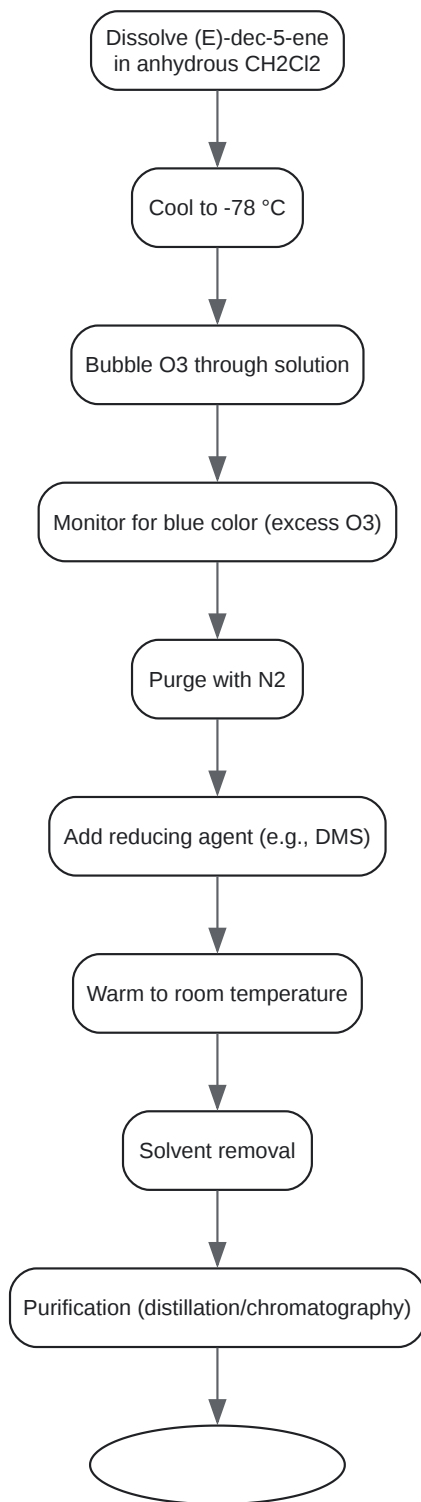 Dissolve (E)-dec-5-ene
in anhydrous CH2Cl2
Cool to -78 °C
Bubble O3 through solution
Monitor for blue color (excess O3)
Purge with N2
Add reducing agent (e.g., DMS)
Warm to room temperature
Solvent removal
Purification (distillation/chromatography)